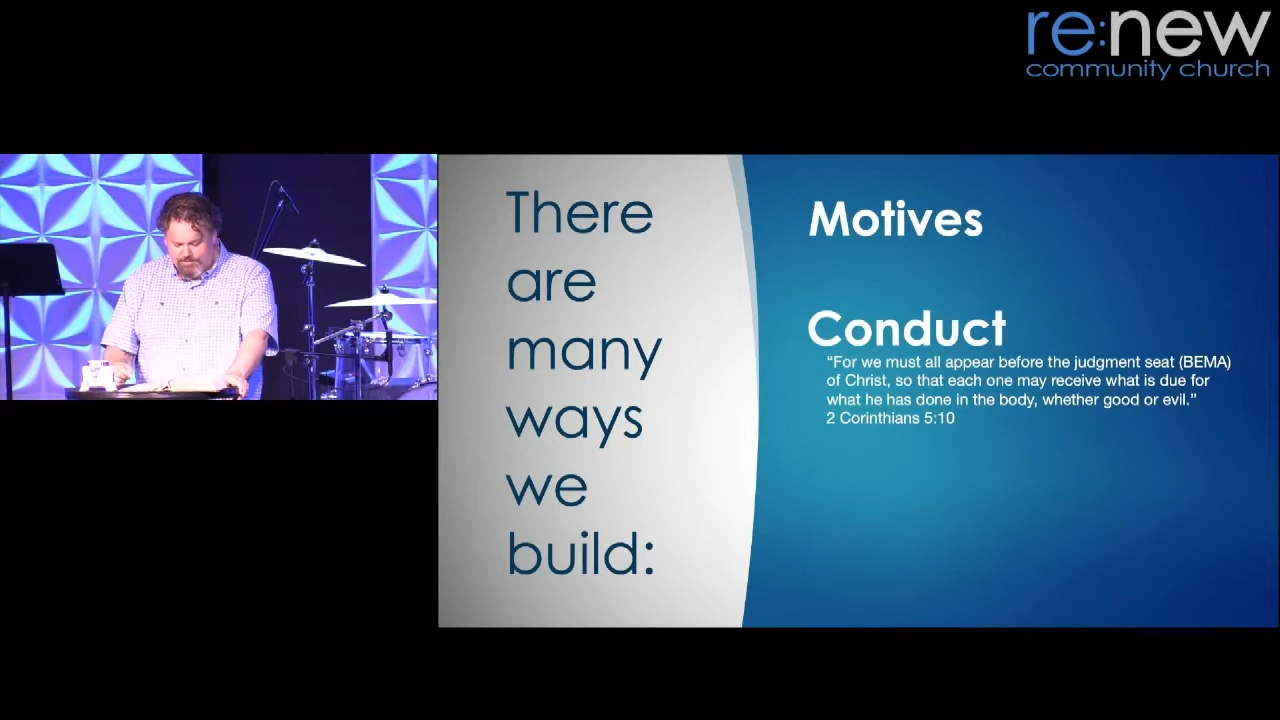 re:new
community church
There
are
many
ways
we
build:
Motives
Conduct
“For we must all appear before the judgment seat (BEMA)
of Christ, so that each one may receive what is due for
what he has done in the body, whether good or evil.”
2 Corinthians 5:10